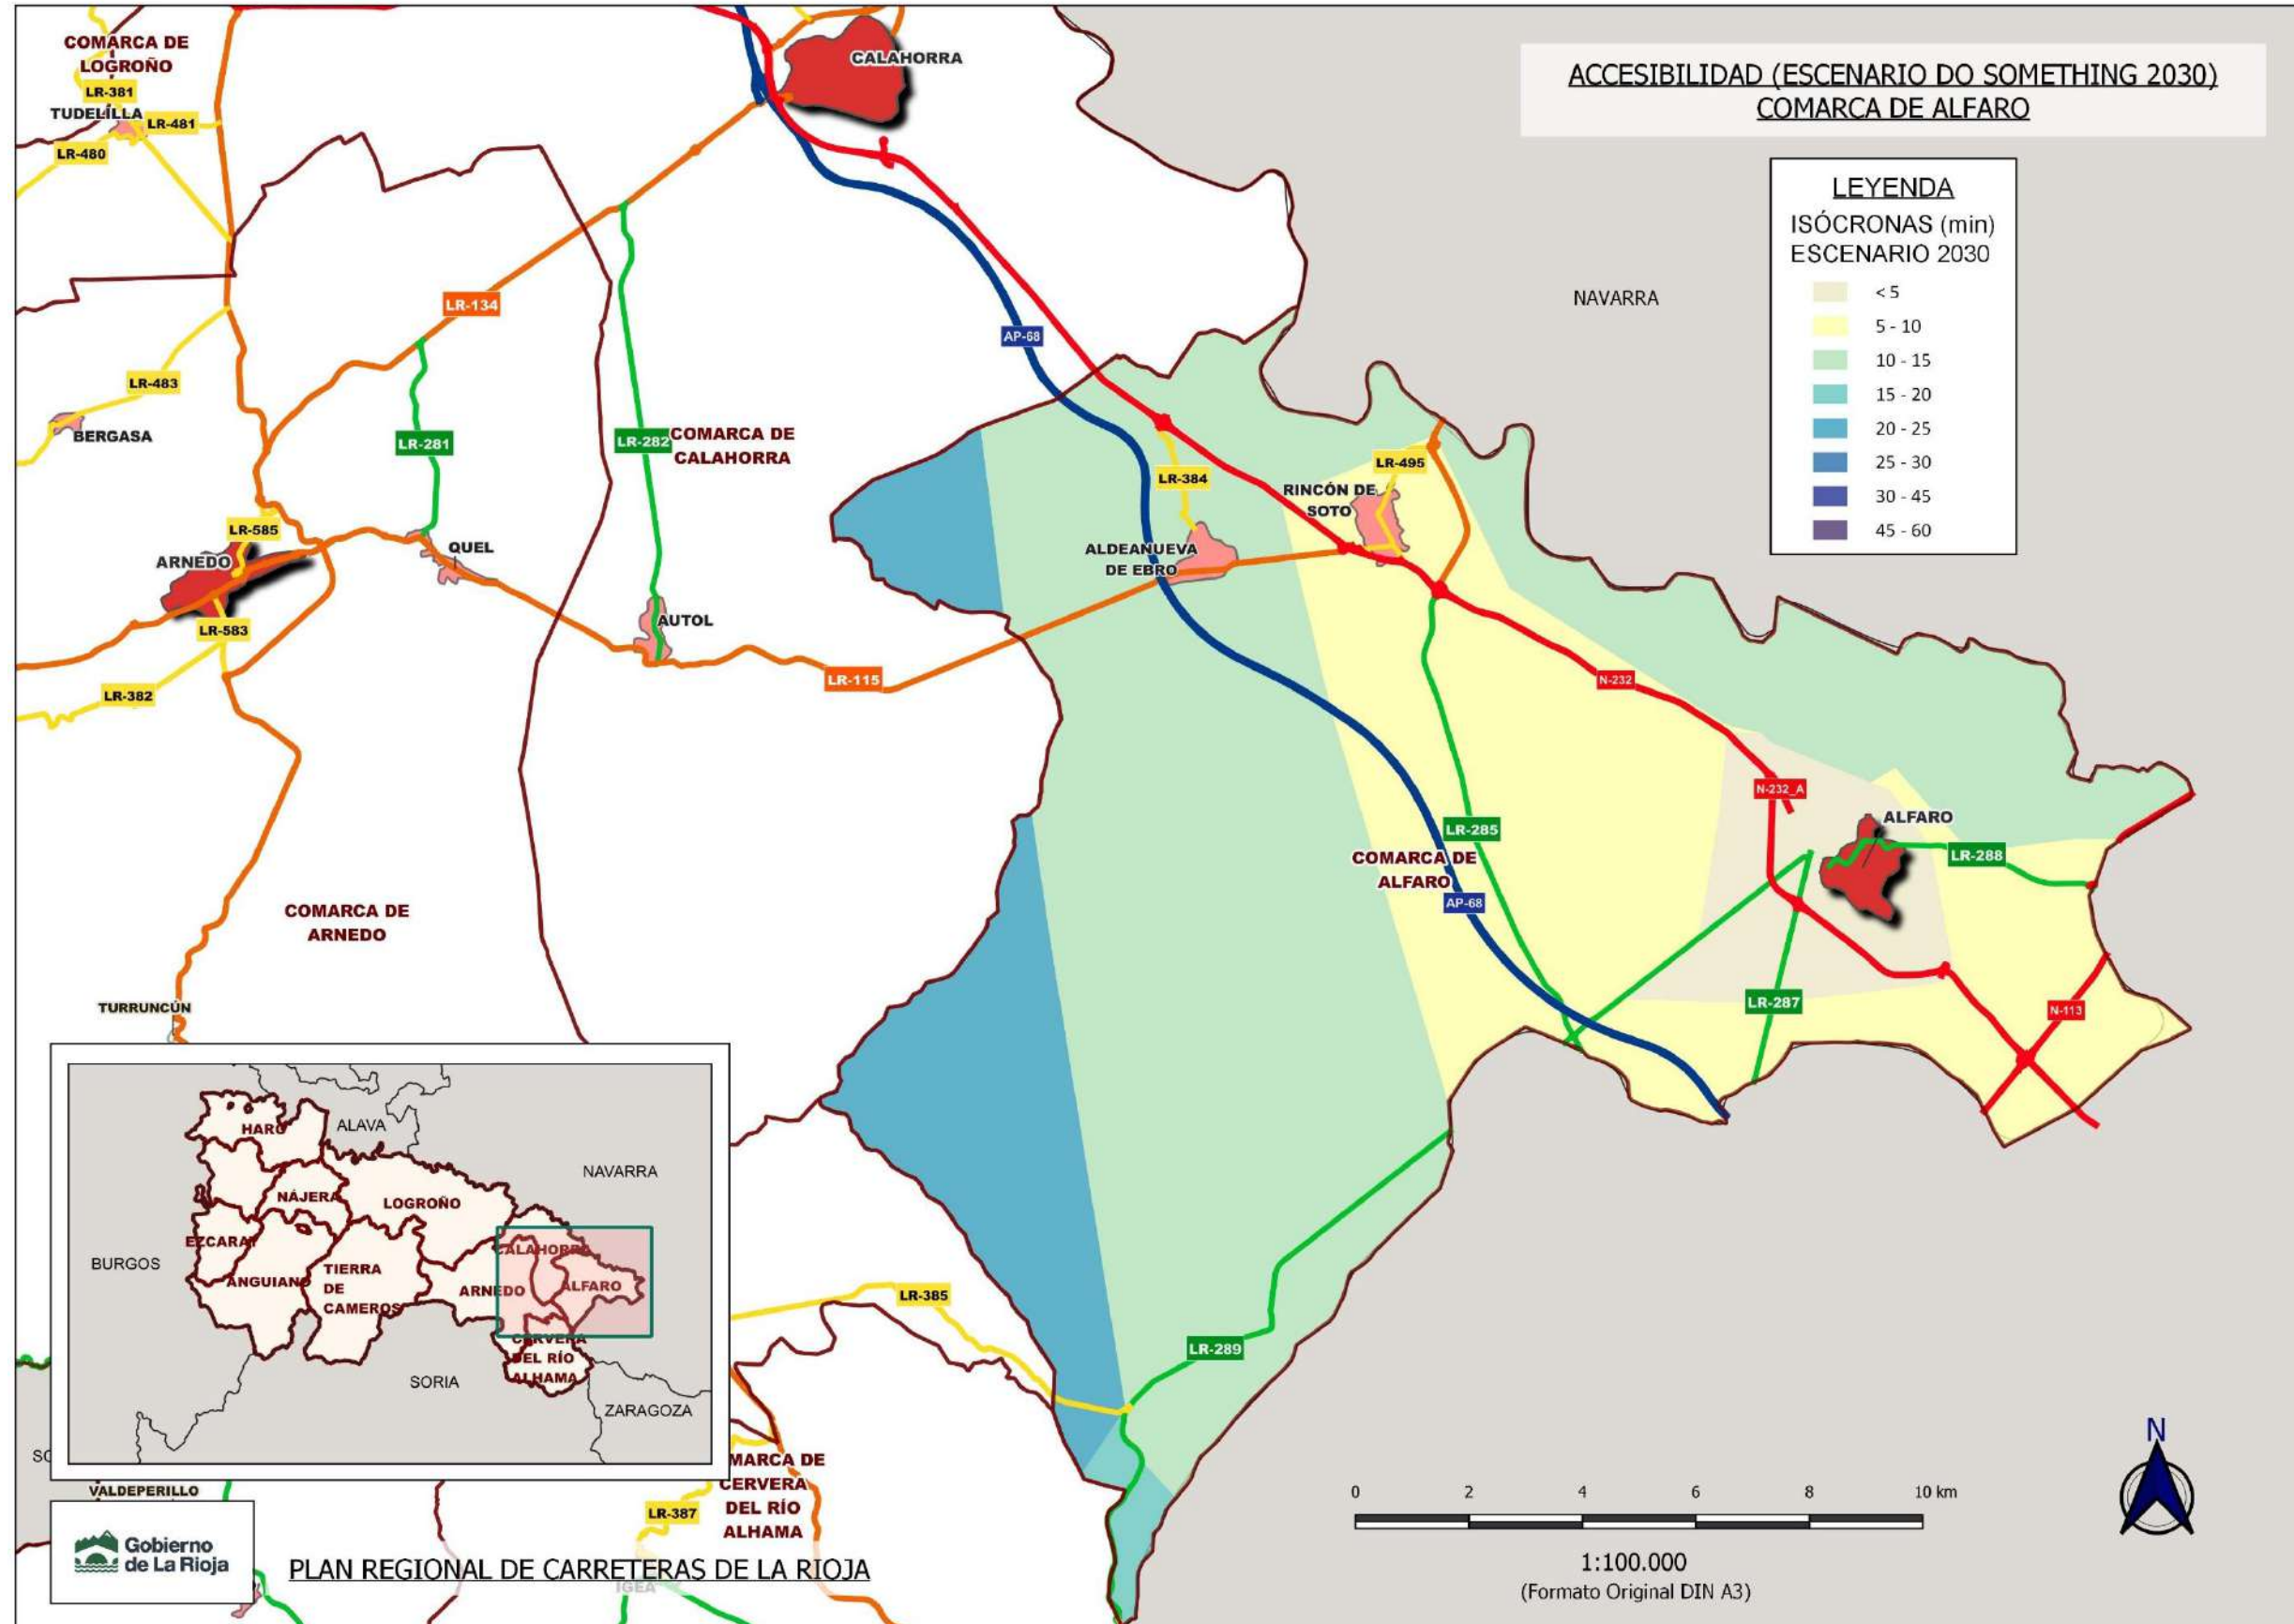 ACCESIBILIDAD (ESCENARIO DO SOMETHING 2030)
COMARCA DE ALFARO
LEYENDA
ISÓCRONAS (min)
ESCENARIO 2030
< 5
5 - 10
10 - 15
15 - 20
20 - 25
25 - 30
30 - 45
45 - 60
COMARCA DE
LOGROÑO
LR-381
TUDELILLA
LR-481
LR-480
CALAHORRA
NAVARRA
LR-134
AP-68
LR-483
BERGASA
LR-281
LR-282
COMARCA DE
CALAHORRA
LR-384
LR-495
RINCÓN DE
SOTO
LR-585
ARNEDO
QUEL
ALDEANUEVA
DE EBRO
LR-583
AUTOL
LR-382
LR-115
N-232
N-232_A
ALFARO
LR-285
LR-288
COMARCA DE
ALFARO
AP-68
COMARCA DE
ARNEDO
LR-287
N-113
TURRUNCÚN
LR-385
LR-289
COMARCA DE
CERVERA
DEL RÍO
ALHAMA
LR-387
VALDEPERILLO
IGEA
HARO
ALAVA
NAVARRA
NÁJERA
LOGROÑO
EZCARAY
CALAHORRA
BURGOS
ANGUIANO
TIERRA
DE
CAMEROS
ARNEDO
ALFARO
CERVERA
DEL RÍO
ALHAMA
SORIA
ZARAGOZA
Gobierno
de La Rioja
PLAN REGIONAL DE CARRETERAS DE LA RIOJA
0 2 4 6 8 10 km
1:100.000
(Formato Original DIN A3)
N